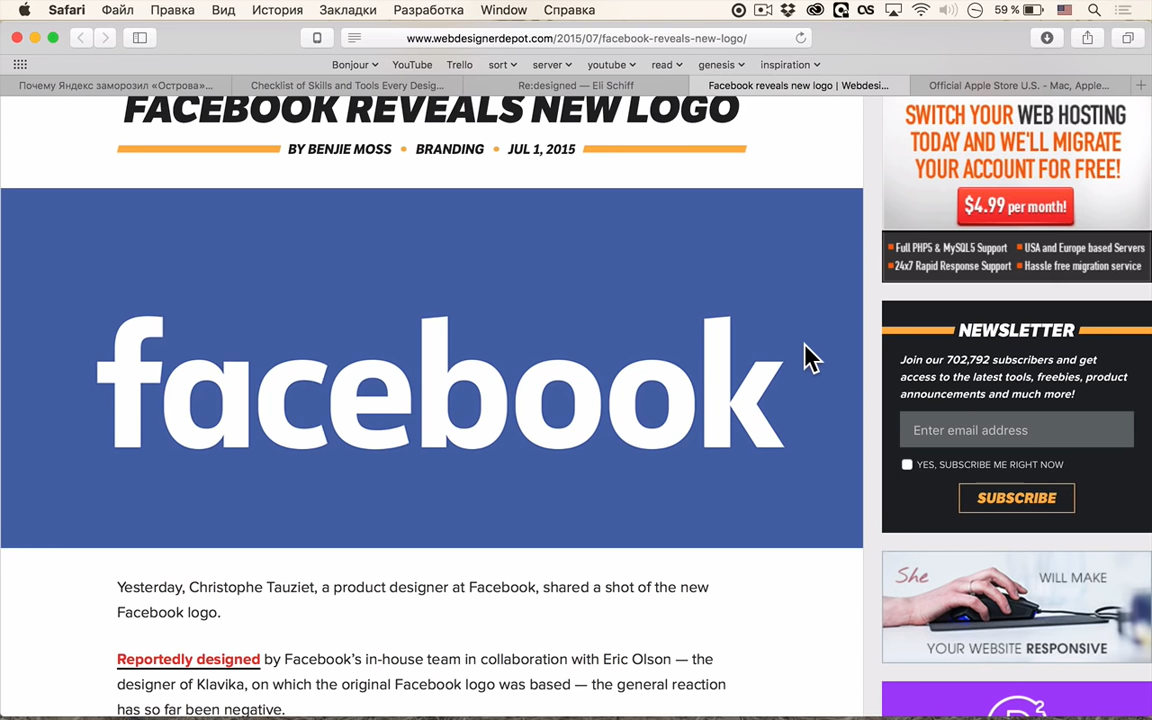 Safari Файл Правка Вид История Закладки Разработка Window Справка 59 %
www.webdesignerdepot.com/2015/07/facebook-reveals-new-logo/
Bonjour YouTube Trello sort server youtube read genesis inspiration
Почему Яндекс заморозил «Острова»... Checklist of Skills and Tools Every Desig... Re:designed — Eli Schiff Facebook reveals new logo | Webdesi... Official Apple Store U.S. - Mac, Apple...
FACEBOOK REVEALS NEW LOGO
BY BENJIE MOSS • BRANDING • JUL 1, 2015
facebook
Yesterday, Christophe Tauziet, a product designer at Facebook, shared a shot of the new
Facebook logo.
Reportedly designed by Facebook's in-house team in collaboration with Eric Olson — the
designer of Klavika, on which the original Facebook logo was based — the general reaction
has so far been negative.
SWITCH YOUR WEB HOSTING
TODAY AND WE'LL MIGRATE
YOUR ACCOUNT FOR FREE!
$4.99 per month!
Full PHP5 & MySQL5 Support USA and Europe based Servers
24x7 Rapid Response Support Hassle free migration service
NEWSLETTER
Join our 702,792 subscribers and get
access to the latest tools, freebies, product
announcements and much more!
Enter email address
YES, SUBSCRIBE ME RIGHT NOW
SUBSCRIBE
She WILL MAKE
YOUR WEBSITE RESPONSIVE